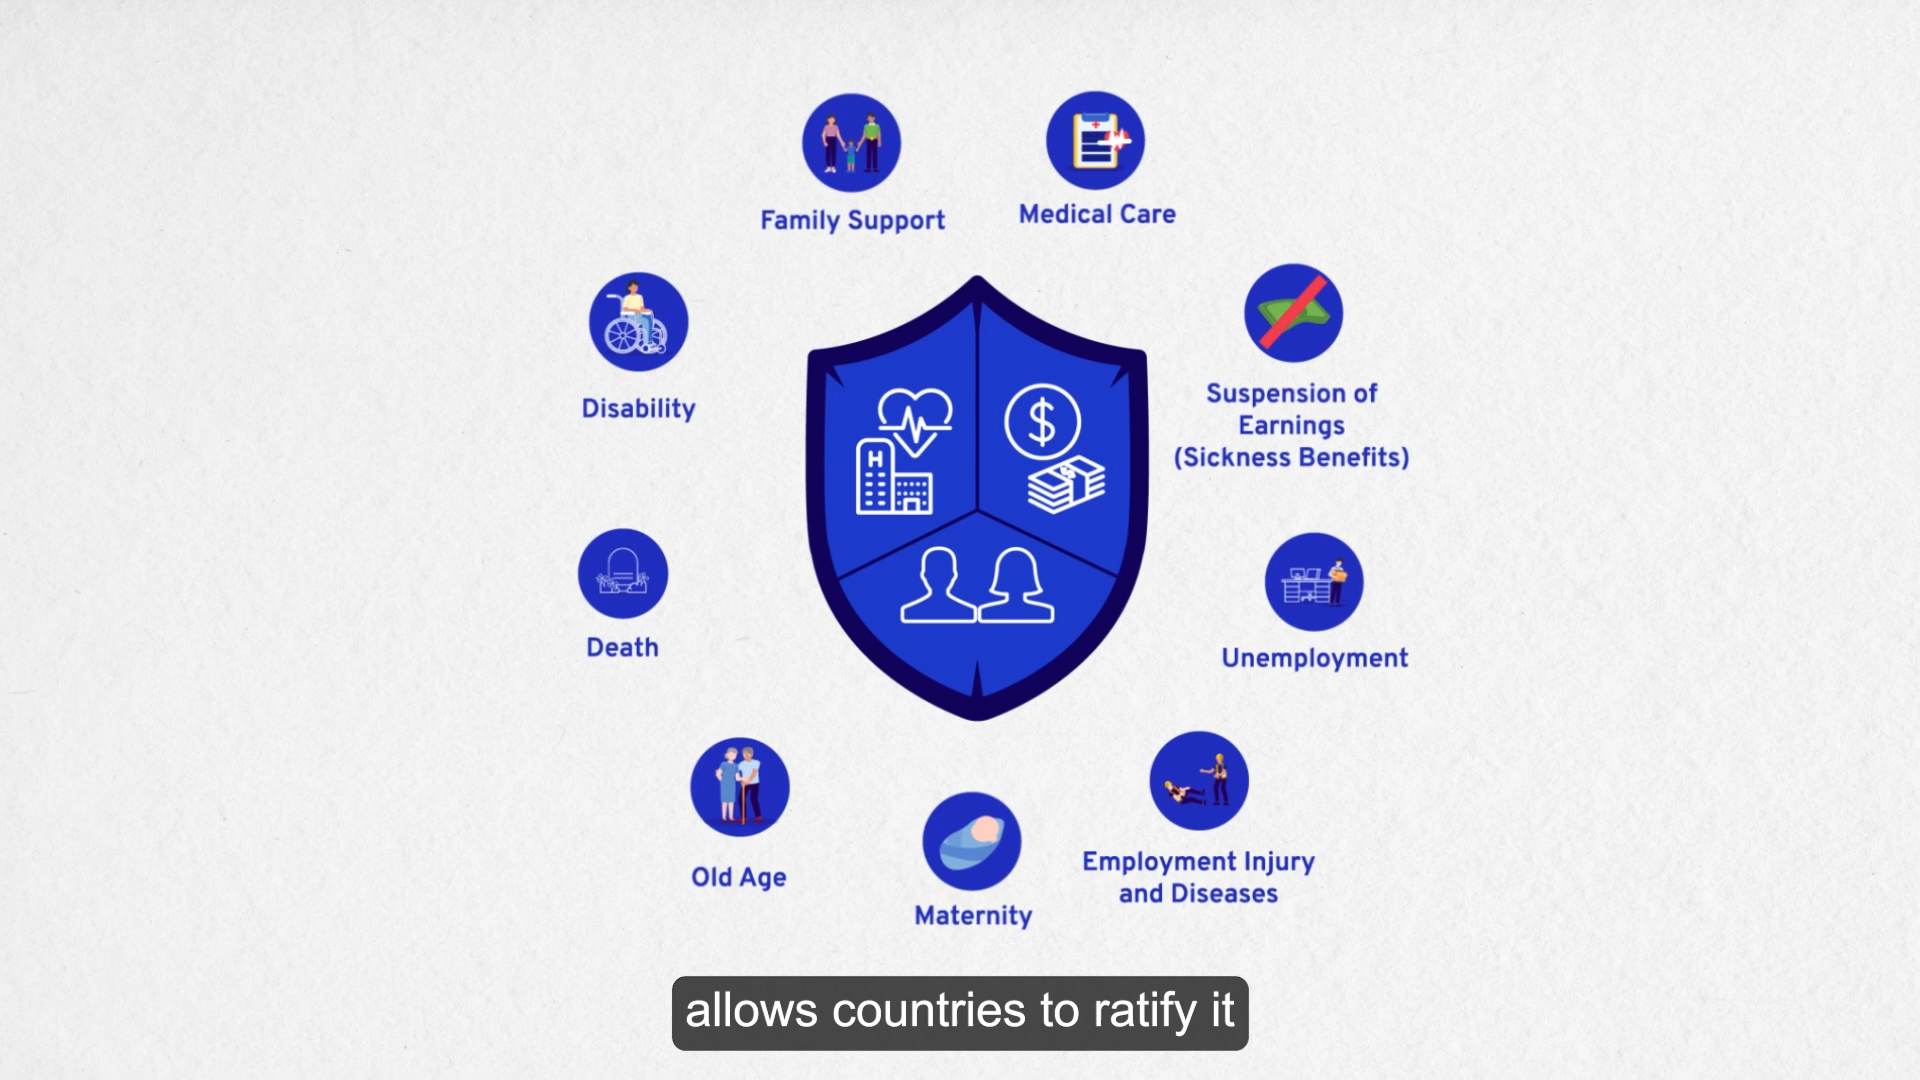 Family Support
Medical Care
Disability
Suspension of
Earnings
(Sickness Benefits)
H
$
Death
Unemployment
Old Age
Maternity
Employment Injury
and Diseases
allows countries to ratify it